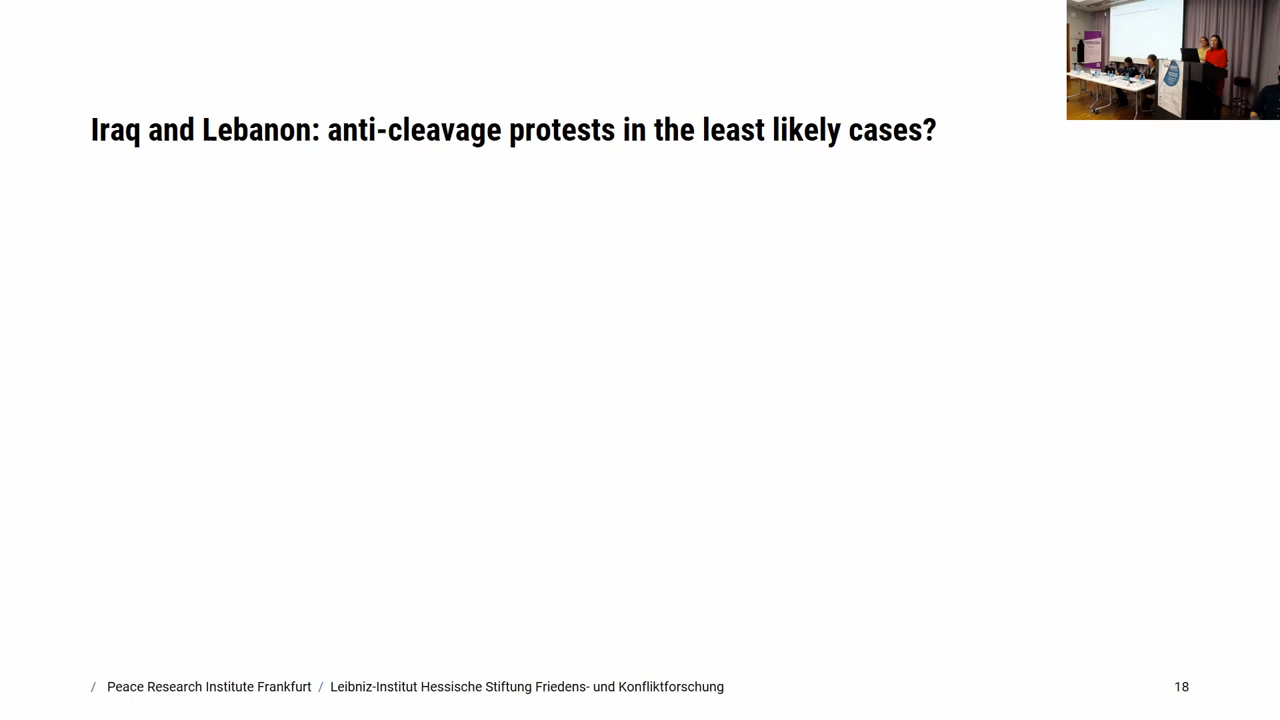 Iraq and Lebanon: anti-cleavage protests in the least likely cases?
/ Peace Research Institute Frankfurt / Leibniz-Institut Hessische Stiftung Friedens- und Konfliktforschung
18